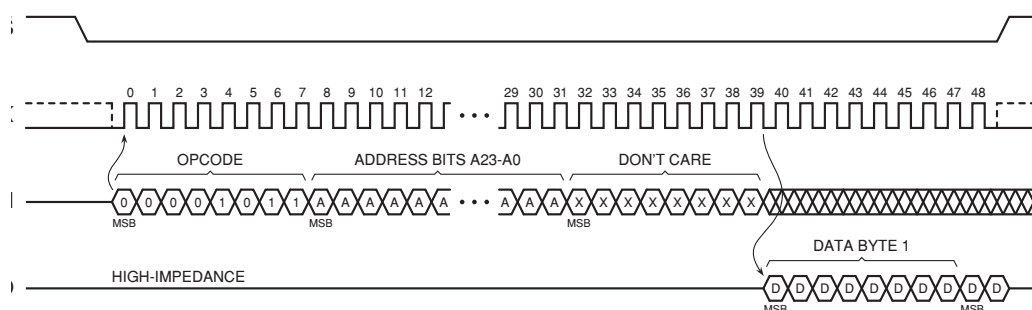 0 1 2 3 4 5 6 7 8 9 10 11 12 29 30 31 32 33 34 35 36 37 38 39 40 41 42 43 44 45 46 47 48
OPCODE ADDRESS BITS A23-A0 DON'T CARE
0 0 0 0 1 0 1 1 A A A A A A A A A X X X X X X X X
MSB MSB MSB
DATA BYTE 1
HIGH-IMPEDANCE
D D D D D D D D D D
MSB MSB